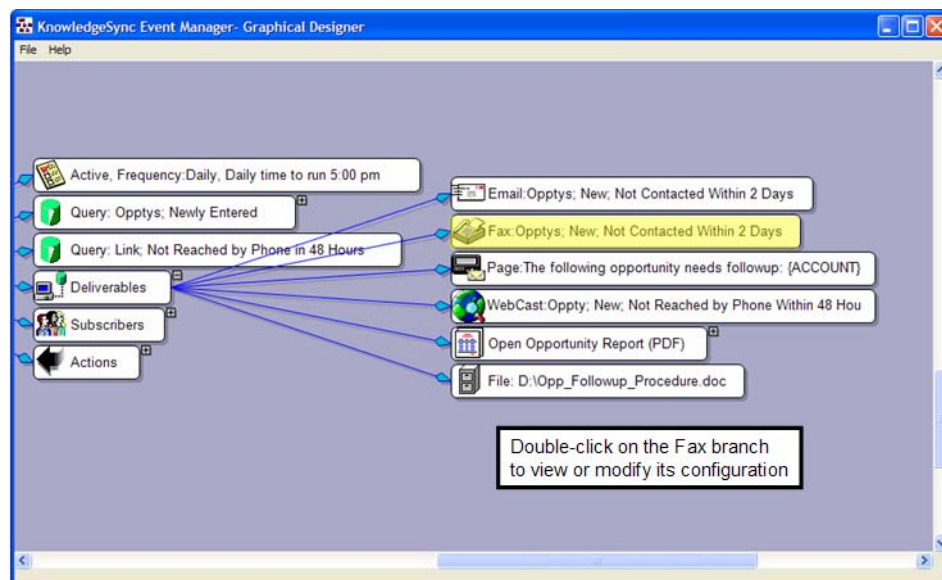 KnowledgeSync Event Manager- Graphical Designer
File Help
Active, Frequency:Daily, Daily time to run 5:00 pm
Query: Opptys; Newly Entered
Query: Link; Not Reached by Phone in 48 Hours
Deliverables
Subscribers
Actions
Email:Opptys; New; Not Contacted Within 2 Days
Fax:Opptys; New; Not Contacted Within 2 Days
Page:The following opportunity needs followup: {ACCOUNT}
WebCast:Oppty; New; Not Reached by Phone Within 48 Hou
Open Opportunity Report (PDF)
File: D:\Opp_Followup_Procedure.doc
Double-click on the Fax branch
to view or modify its configuration